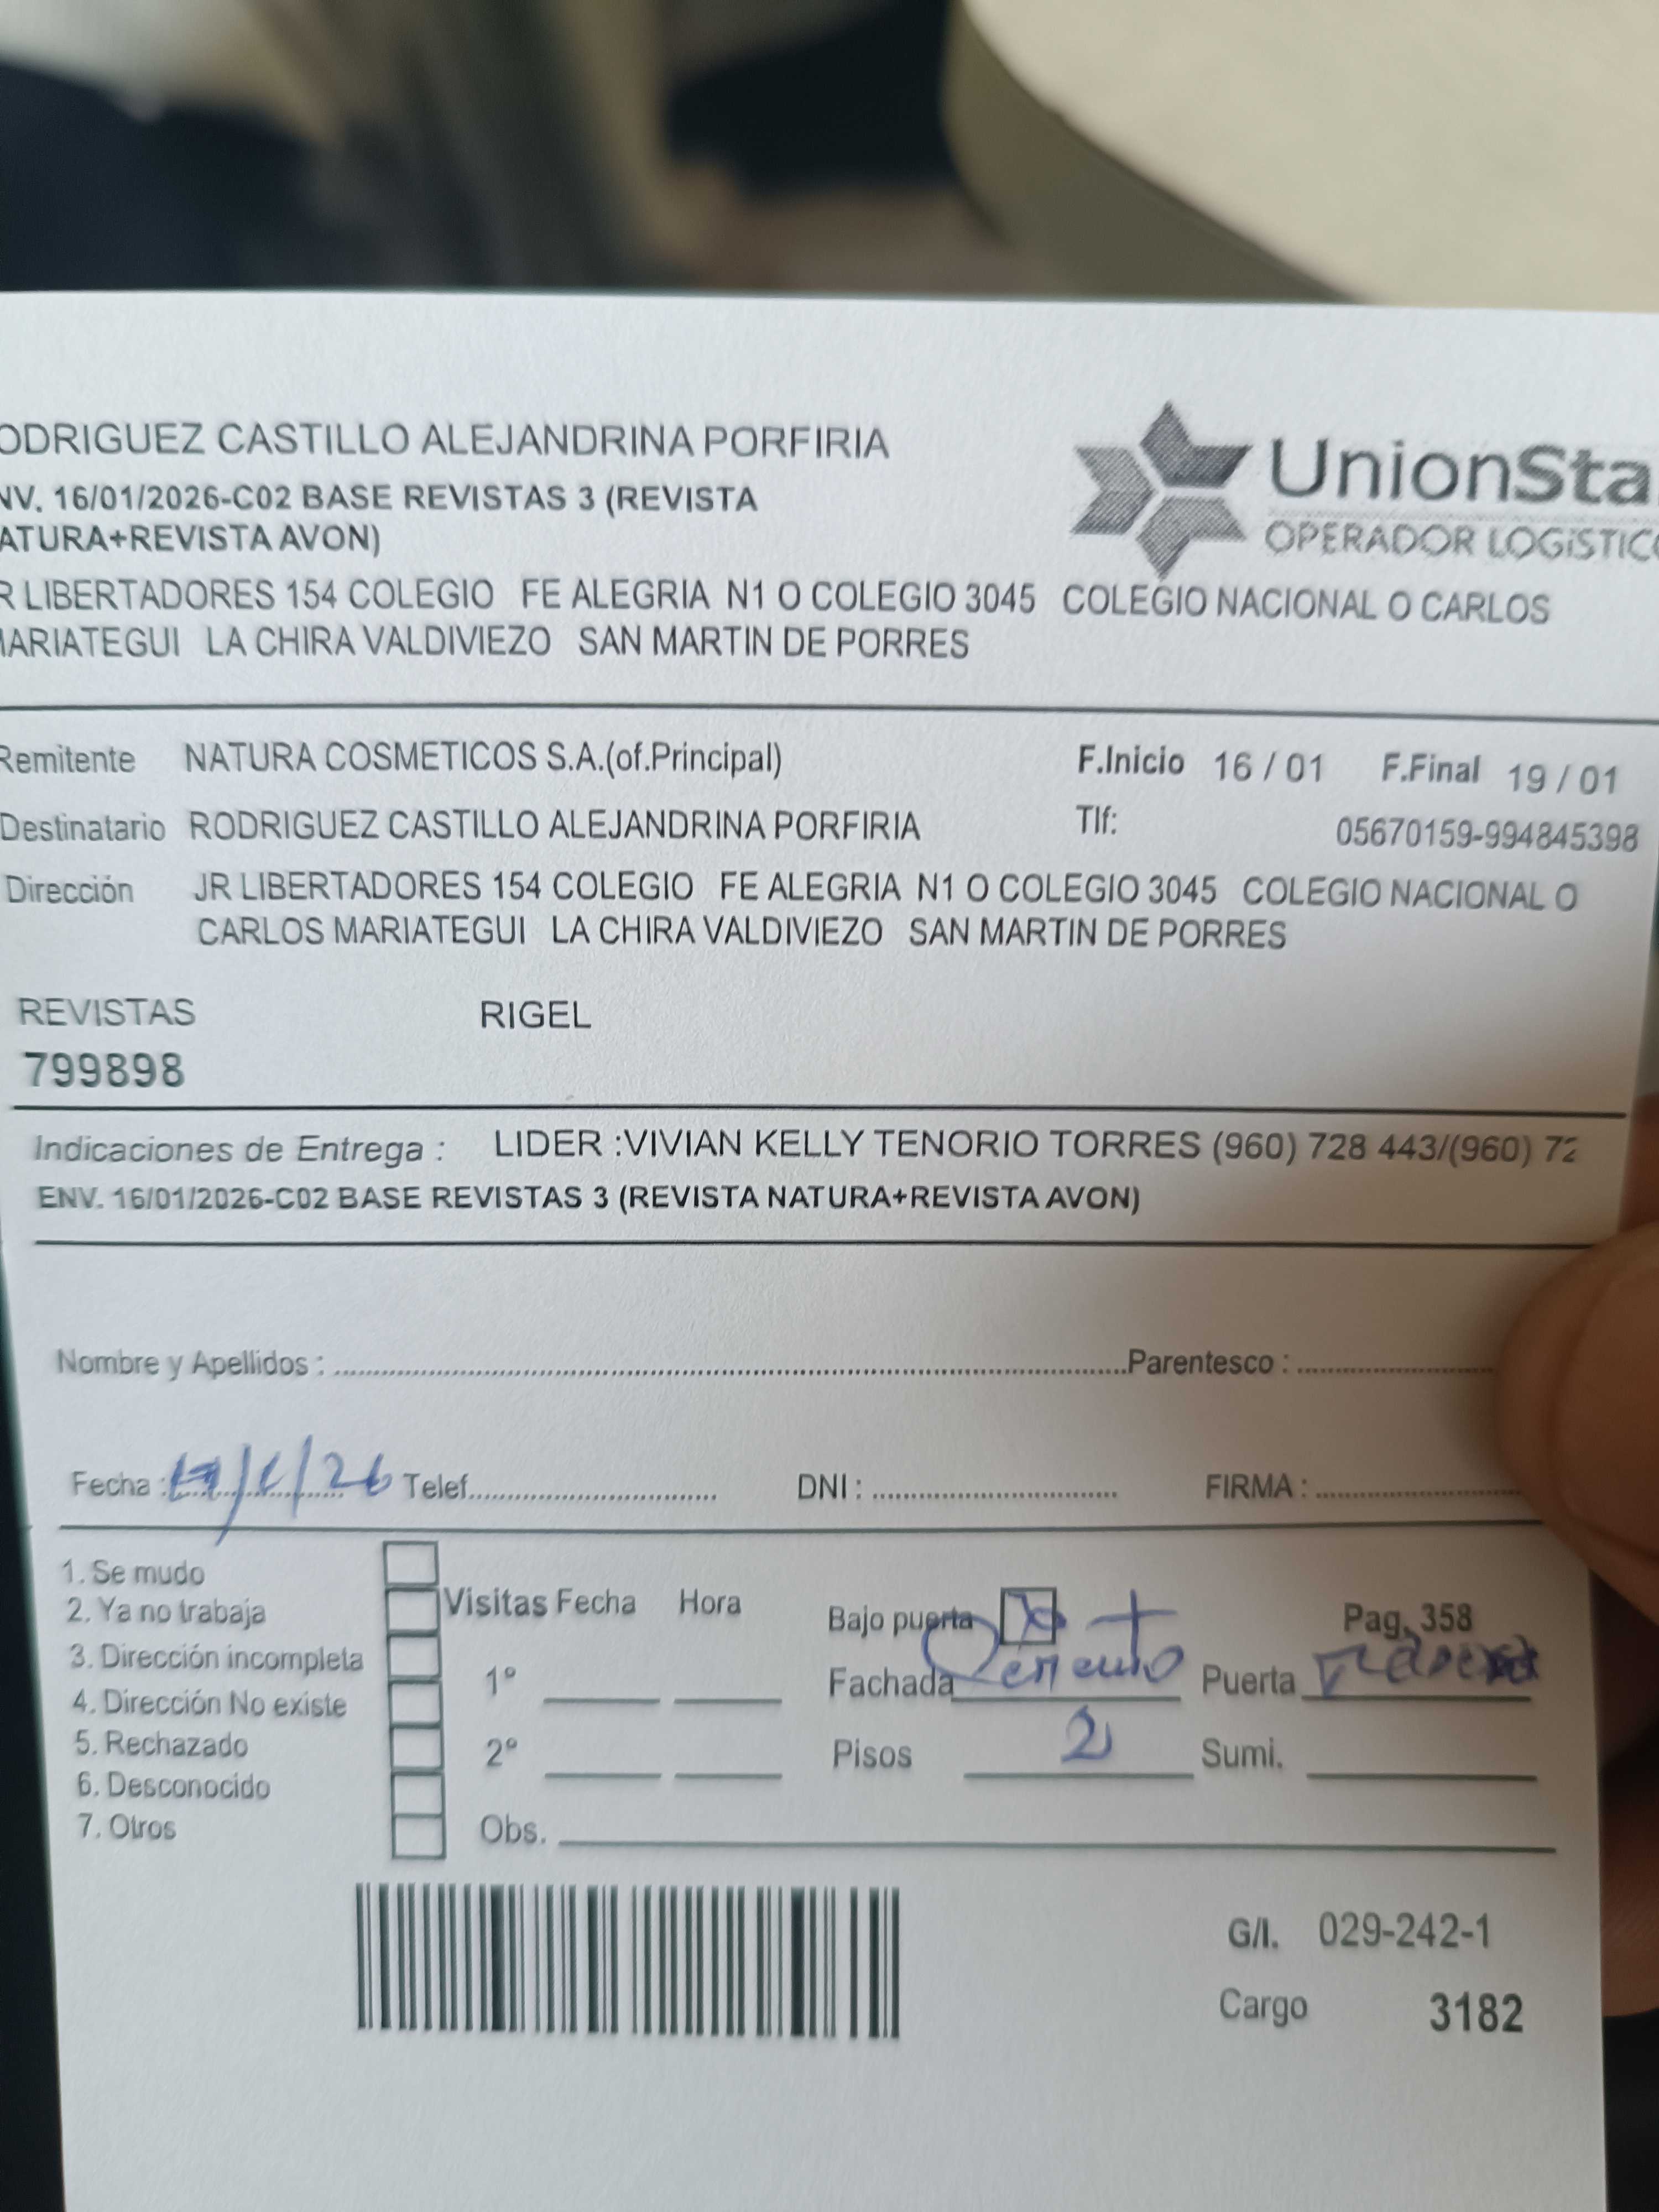 ODRIGUEZ CASTILLO ALEJANDRINA PORFIRIA
NV. 16/01/2026-C02 BASE REVISTAS 3 (REVISTA
ATURA+REVISTA AVON)
UnionSta
OPERADOR LOGÍSTICO
R LIBERTADORES 154 COLEGIO FE ALEGRIA N1 O COLEGIO 3045 COLEGIO NACIONAL O CARLOS
MARIATEGUI LA CHIRA VALDIVIEZO SAN MARTIN DE PORRES
Remitente NATURA COSMETICOS S.A.(of.Principal) F.Inicio 16 / 01 F.Final 19 / 01
Destinatario RODRIGUEZ CASTILLO ALEJANDRINA PORFIRIA Tlf: 05670159-994845398
Dirección JR LIBERTADORES 154 COLEGIO FE ALEGRIA N1 O COLEGIO 3045 COLEGIO NACIONAL O
CARLOS MARIATEGUI LA CHIRA VALDIVIEZO SAN MARTIN DE PORRES
REVISTAS RIGEL
799898
Indicaciones de Entrega : LIDER :VIVIAN KELLY TENORIO TORRES (960) 728 443/(960) 72
ENV. 16/01/2026-C02 BASE REVISTAS 3 (REVISTA NATURA+REVISTA AVON)
Nombre y Apellidos : Parentesco :
Fecha : Telef. DNI : FIRMA :
1. Se mudo
2. Ya no trabaja
3. Dirección incompleta
4. Dirección No existe
5. Rechazado
6. Desconocido
7. Otros
Visitas Fecha Hora
1º
2º
Obs.
Bajo puerta Pag. 358
Fachada Puerta
Pisos 2 Sumi.
G/I. 029-242-1
Cargo 3182